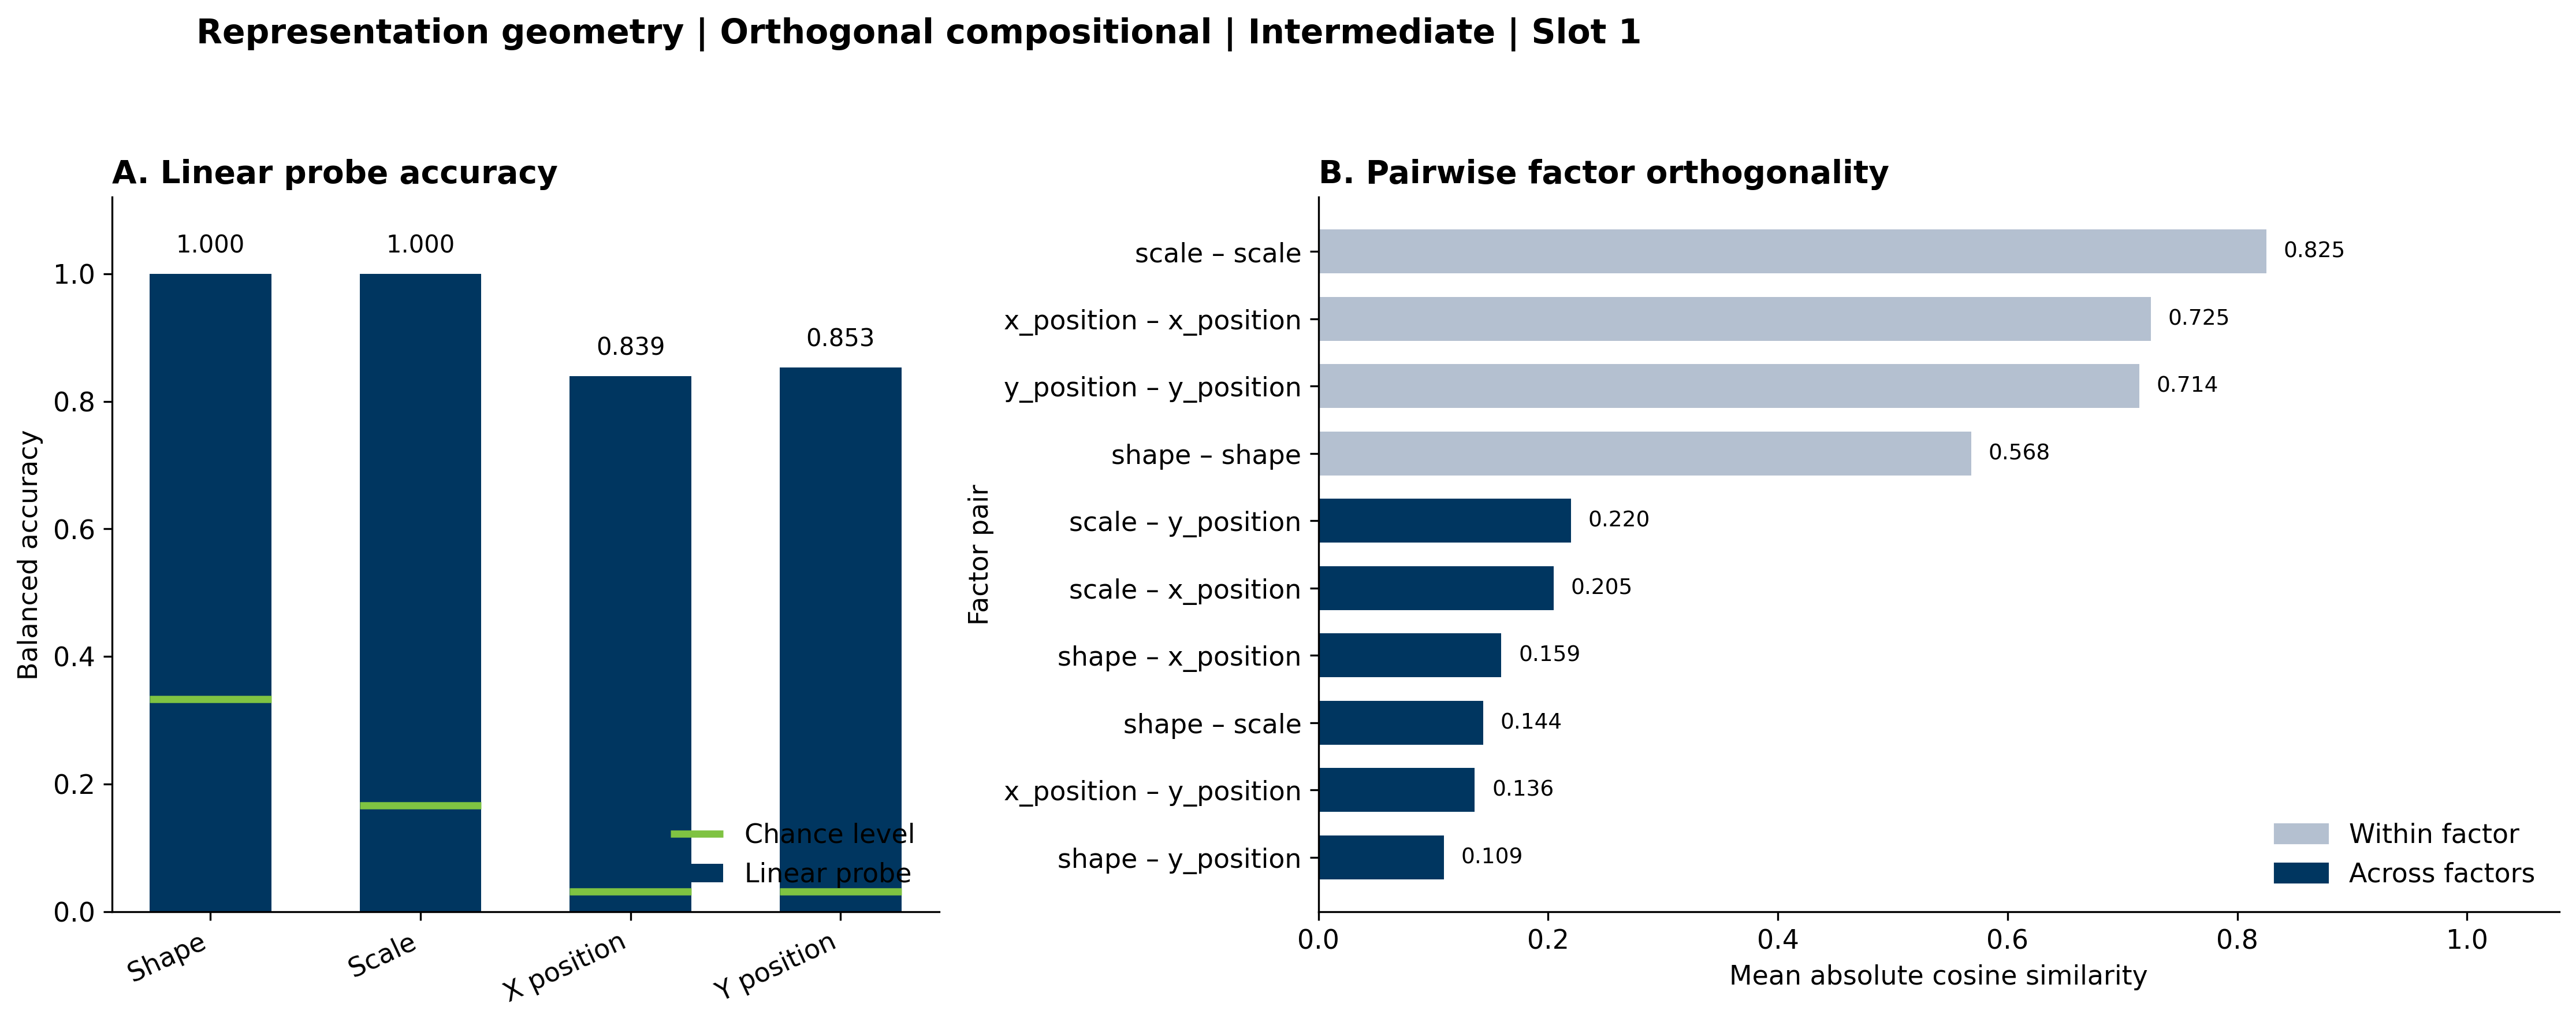 Representation geometry | Orthogonal compositional | Intermediate | Slot 1
A. Linear probe accuracy
Balanced accuracy
1.0
0.8
0.6
0.4
0.2
0.0
1.000
1.000
0.839
0.853
Chance level
Linear probe
Shape
Scale
X position
Y position
B. Pairwise factor orthogonality
Factor pair
scale – scale
0.825
x_position – x_position
0.725
y_position – y_position
0.714
shape – shape
0.568
scale – y_position
0.220
scale – x_position
0.205
shape – x_position
0.159
shape – scale
0.144
x_position – y_position
0.136
shape – y_position
0.109
Within factor
Across factors
0.0
0.2
0.4
0.6
0.8
1.0
Mean absolute cosine similarity